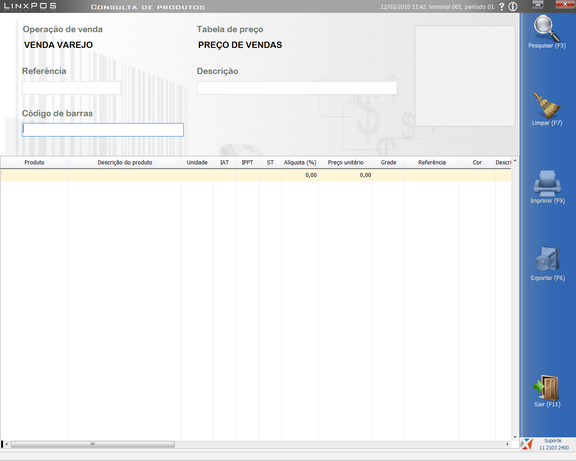 LINXPOS CONSULTA DE PRODUTOS 12/03/2010 11:42, terminal 001, período 01.
Operação de venda Tabela de preço
VENDA VAREJO PREÇO DE VENDAS
Pesquisar (F3)
Referência Descrição
Código de barras
Limpar (F7)
Produto Descrição do produto Unidade IAT IPPT ST Alíquota (%) Preço unitário Grade Referência Cor Descri
0,00 0,00
Imprimir (F9)
Exportar (F6)
Sair (F11)
Suporte
11 2103 2400